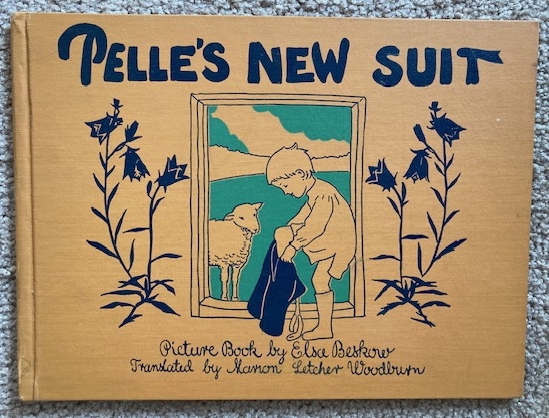 PELLE'S NEW SUIT
Picture Book by Elsa Beskow
Translated by Marion Letcher Woodburn